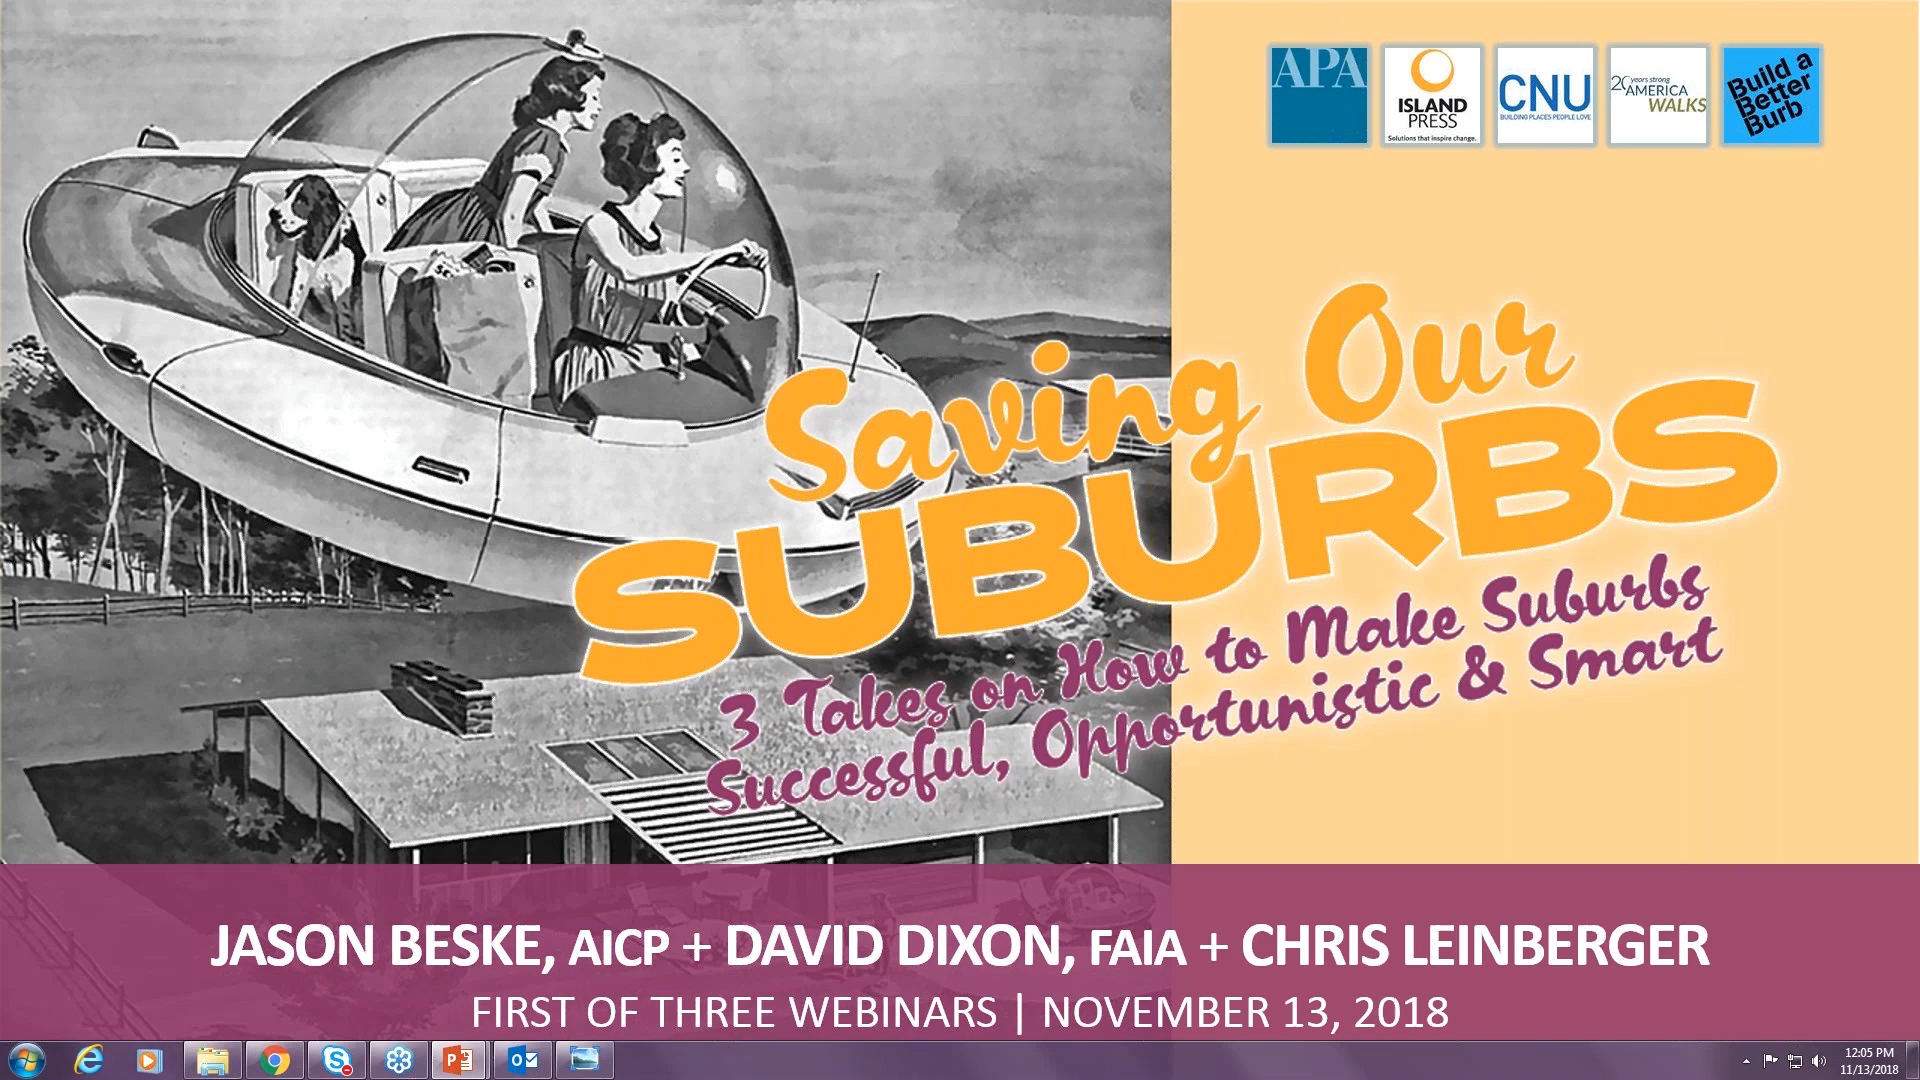 APA
ISLAND
PRESS
Solutions that inspire change.
CNU
BUILDING PLACES PEOPLE LOVE
20 years strong
AMERICA
WALKS
Build a
Better
Burb
Saving Our
SUBURBS
3 Takes on How to Make Suburbs
Successful, Opportunistic & Smart
JASON BESKE, AICP + DAVID DIXON, FAIA + CHRIS LEINBERGER
FIRST OF THREE WEBINARS | NOVEMBER 13, 2018
12:05 PM
11/13/2018